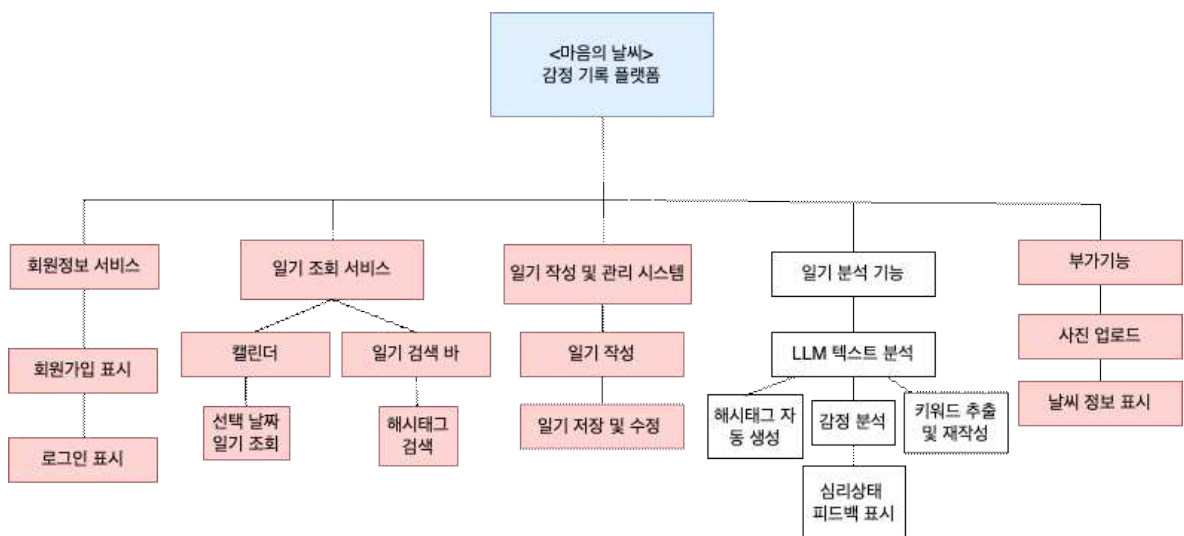 <마음의 날씨>
감정 기록 플랫폼
회원정보 서비스
일기 조회 서비스
일기 작성 및 관리 시스템
일기 분석 기능
부가기능
회원가입 표시
캘린더
일기 검색 바
일기 작성
LLM 텍스트 분석
사진 업로드
로그인 표시
선택 날짜
일기 조회
해시태그
검색
일기 저장 및 수정
해시태그 자
동 생성
감정 분석
키워드 추출
및 재작성
날씨 정보 표시
심리상태
피드백 표시